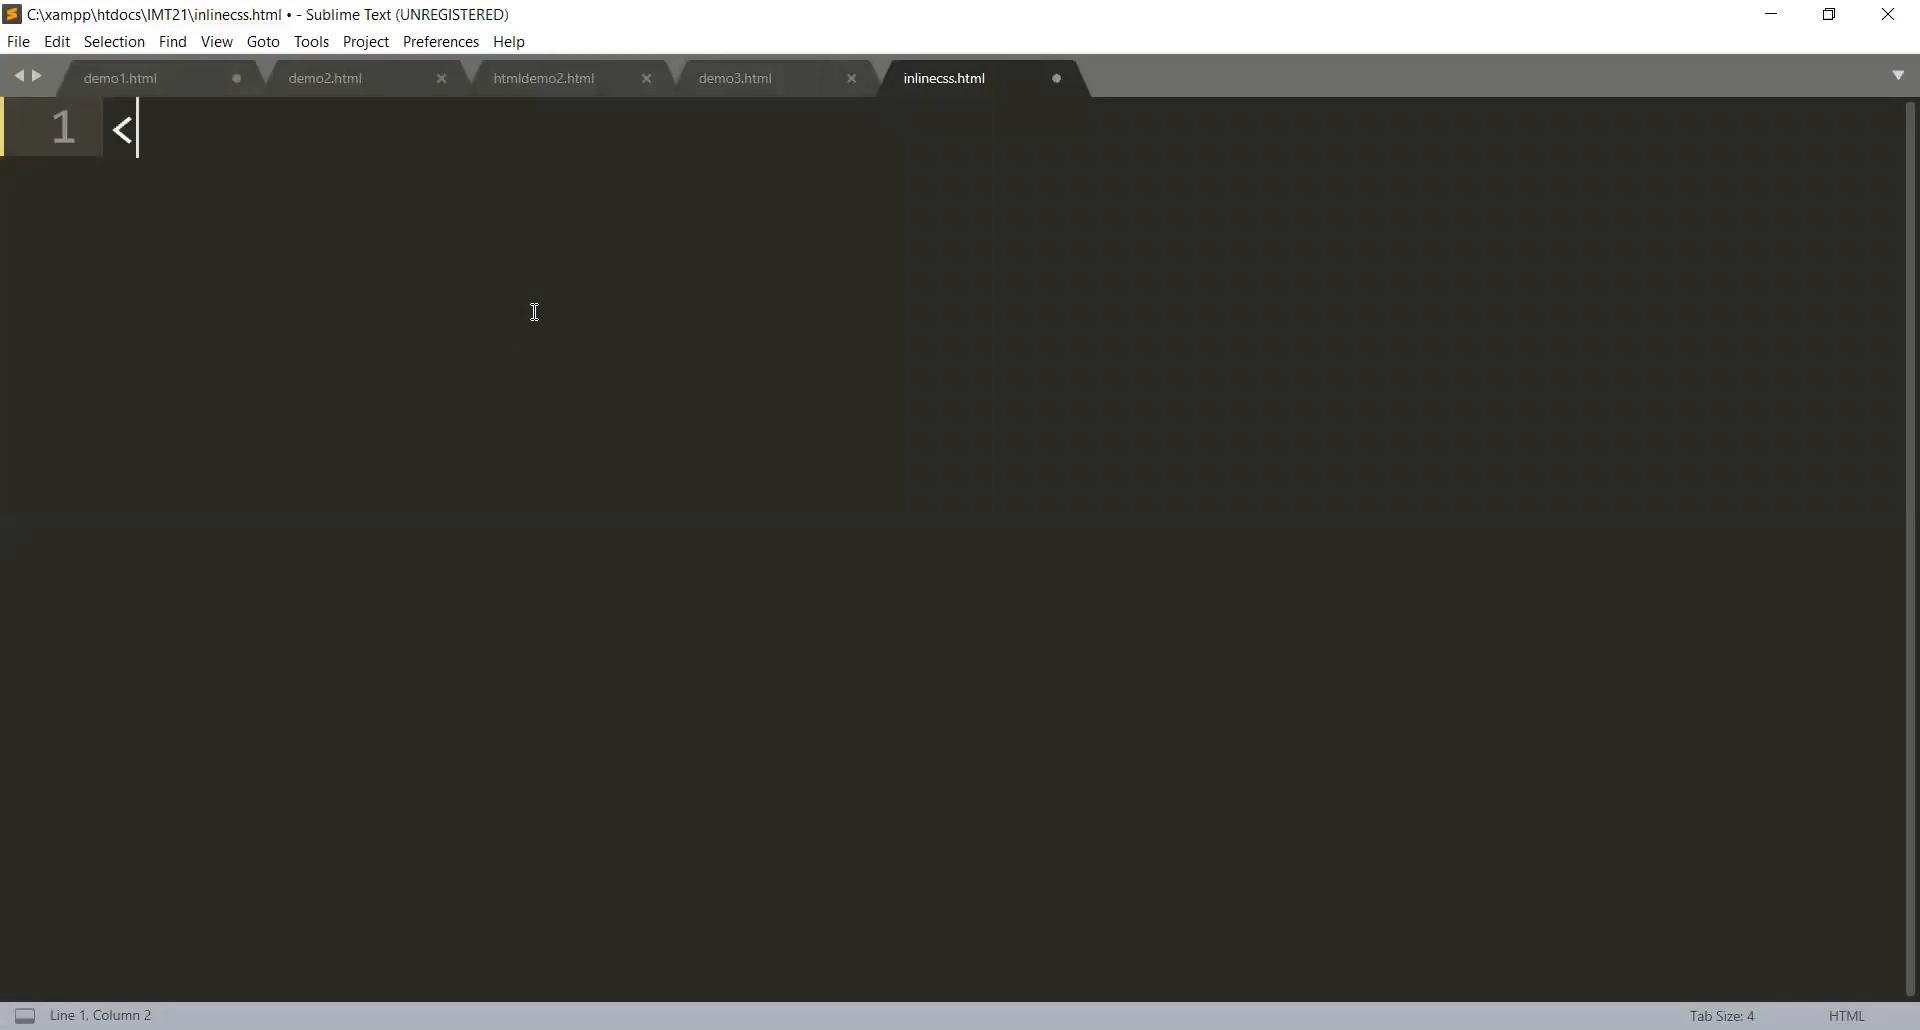 C:\xampp\htdocs\IMT21\inlinecss.html • - Sublime Text (UNREGISTERED)
File Edit Selection Find View Goto Tools Project Preferences Help
demo1.html demo2.html htmldemo2.html demo3.html inlinecss.html
1 <
Line 1, Column 2 Tab Size: 4 HTML